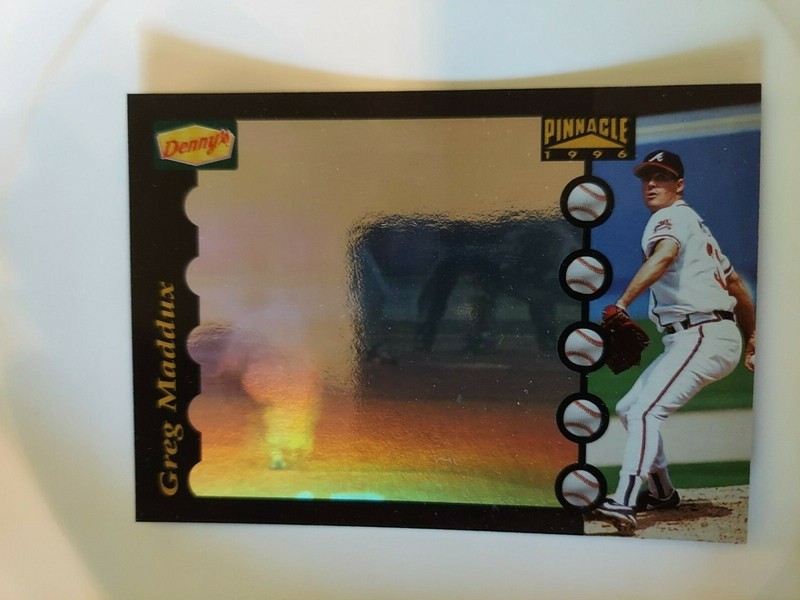 Denny's
PINNACLE
1996
Greg Maddux